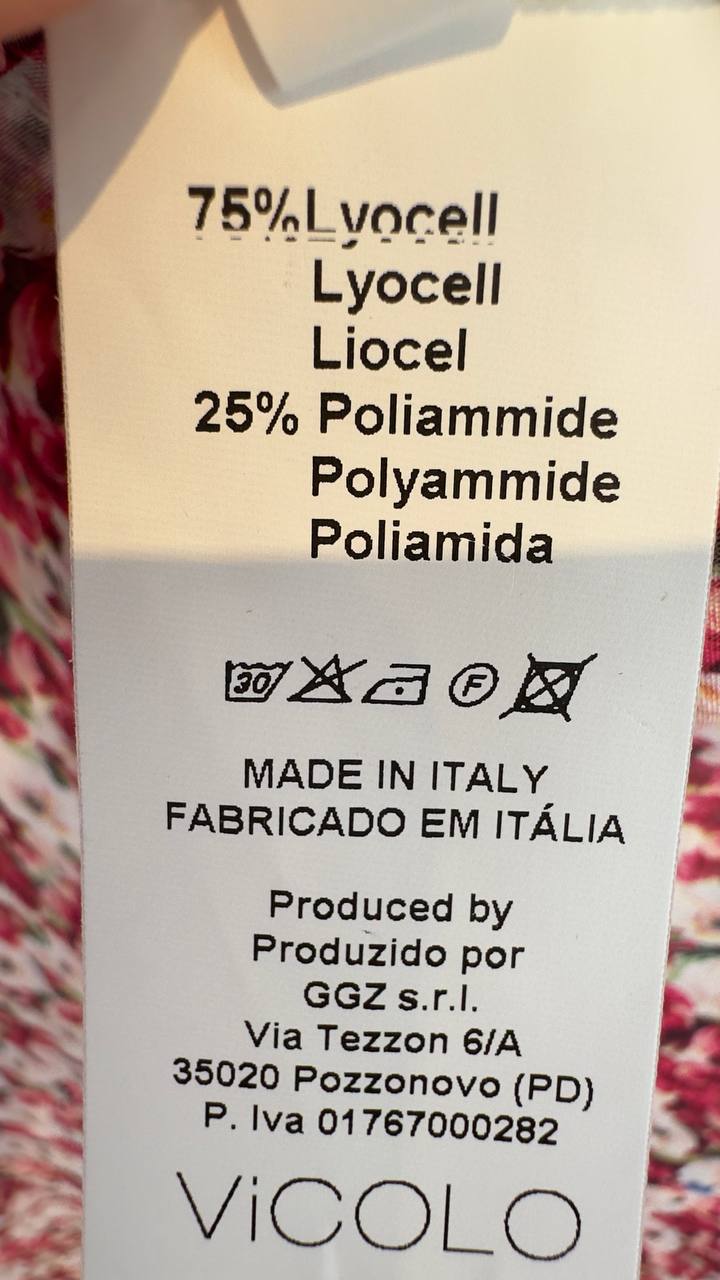 75%Lyocell
Lyocell
Liocel
25% Poliammide
Polyammide
Poliamida
30 F
MADE IN ITALY
FABRICADO EM ITÁLIA
Produced by
Produzido por
GGZ s.r.l.
Via Tezzon 6/A
35020 Pozzonovo (PD)
P. Iva 01767000282
ViCOLO